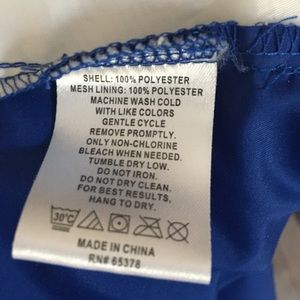 SHELL: 100% POLYESTER
MESH LINING: 100% POLYESTER
MACHINE WASH COLD
WITH LIKE COLORS
GENTLE CYCLE
REMOVE PROMPTLY.
ONLY NON-CHLORINE
BLEACH WHEN NEEDED.
TUMBLE DRY LOW.
DO NOT IRON.
DO NOT DRY CLEAN.
FOR BEST RESULTS,
HANG TO DRY.
30°C
MADE IN CHINA
RN# 65378